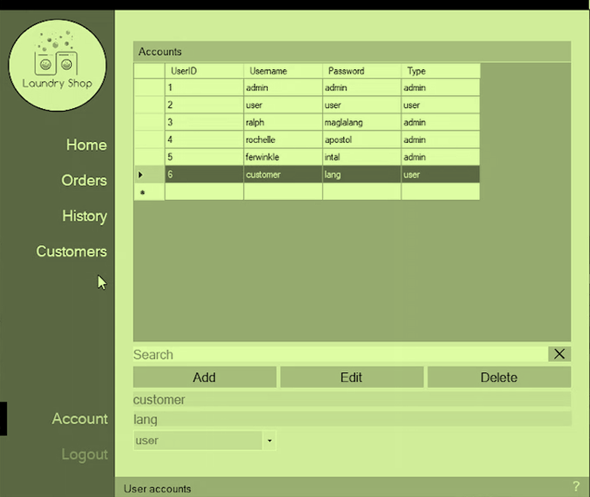 Laundry Shop
Home
Orders
History
Customers
Account
Logout
Accounts
UserID Username Password Type
1 admin admin admin
2 user user user
3 ralph maglalang admin
4 rochelle apostol admin
5 ferwinkle intal admin
6 customer lang user
Search X
Add Edit Delete
customer
lang
user
User accounts ?